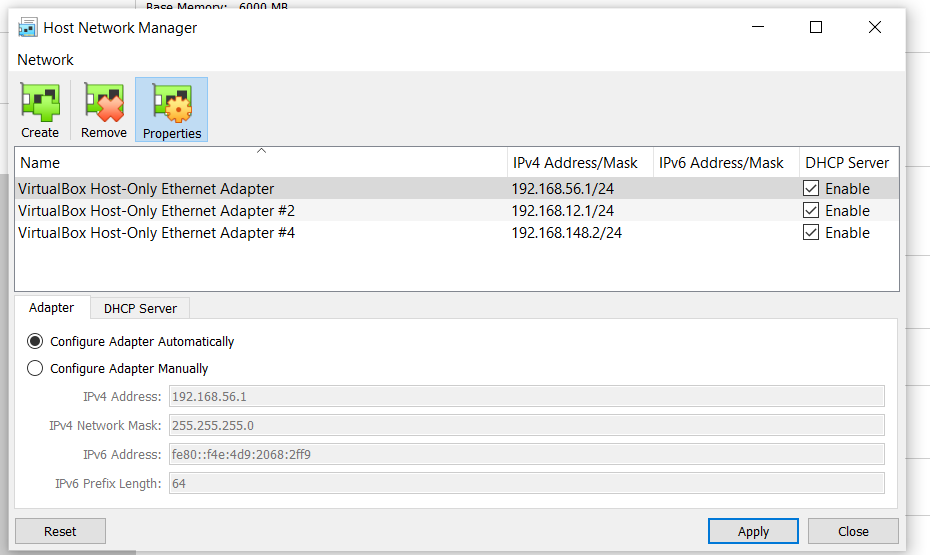 Base Memory: 6000 MB
Host Network Manager
Network
Create Remove Properties
Name IPv4 Address/Mask IPv6 Address/Mask DHCP Server
VirtualBox Host-Only Ethernet Adapter 192.168.56.1/24 Enable
VirtualBox Host-Only Ethernet Adapter #2 192.168.12.1/24 Enable
VirtualBox Host-Only Ethernet Adapter #4 192.168.148.2/24 Enable
Adapter DHCP Server
Configure Adapter Automatically
Configure Adapter Manually
IPv4 Address: 192.168.56.1
IPv4 Network Mask: 255.255.255.0
IPv6 Address: fe80::f4e:4d9:2068:2ff9
IPv6 Prefix Length: 64
Reset Apply Close